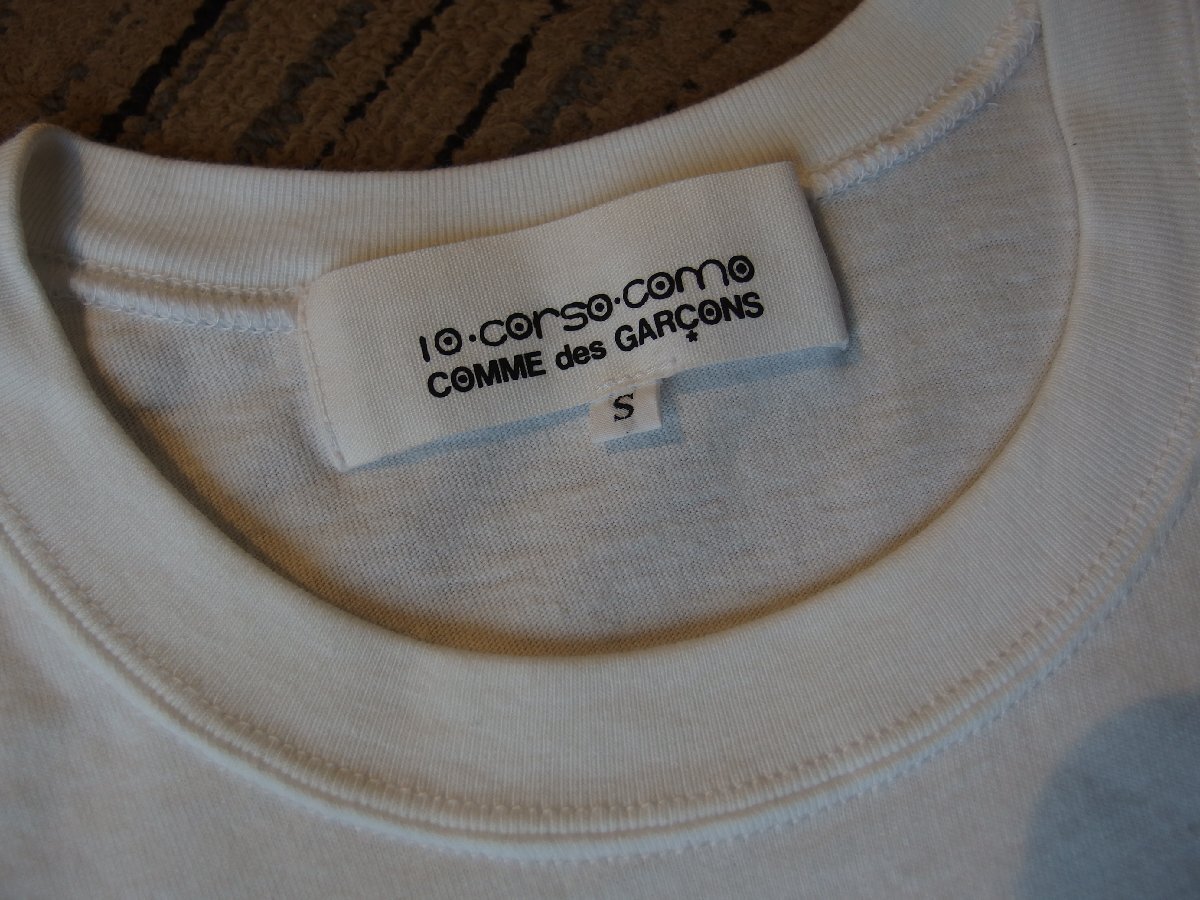 10·corso·como
COMME des GARÇONS
*
S